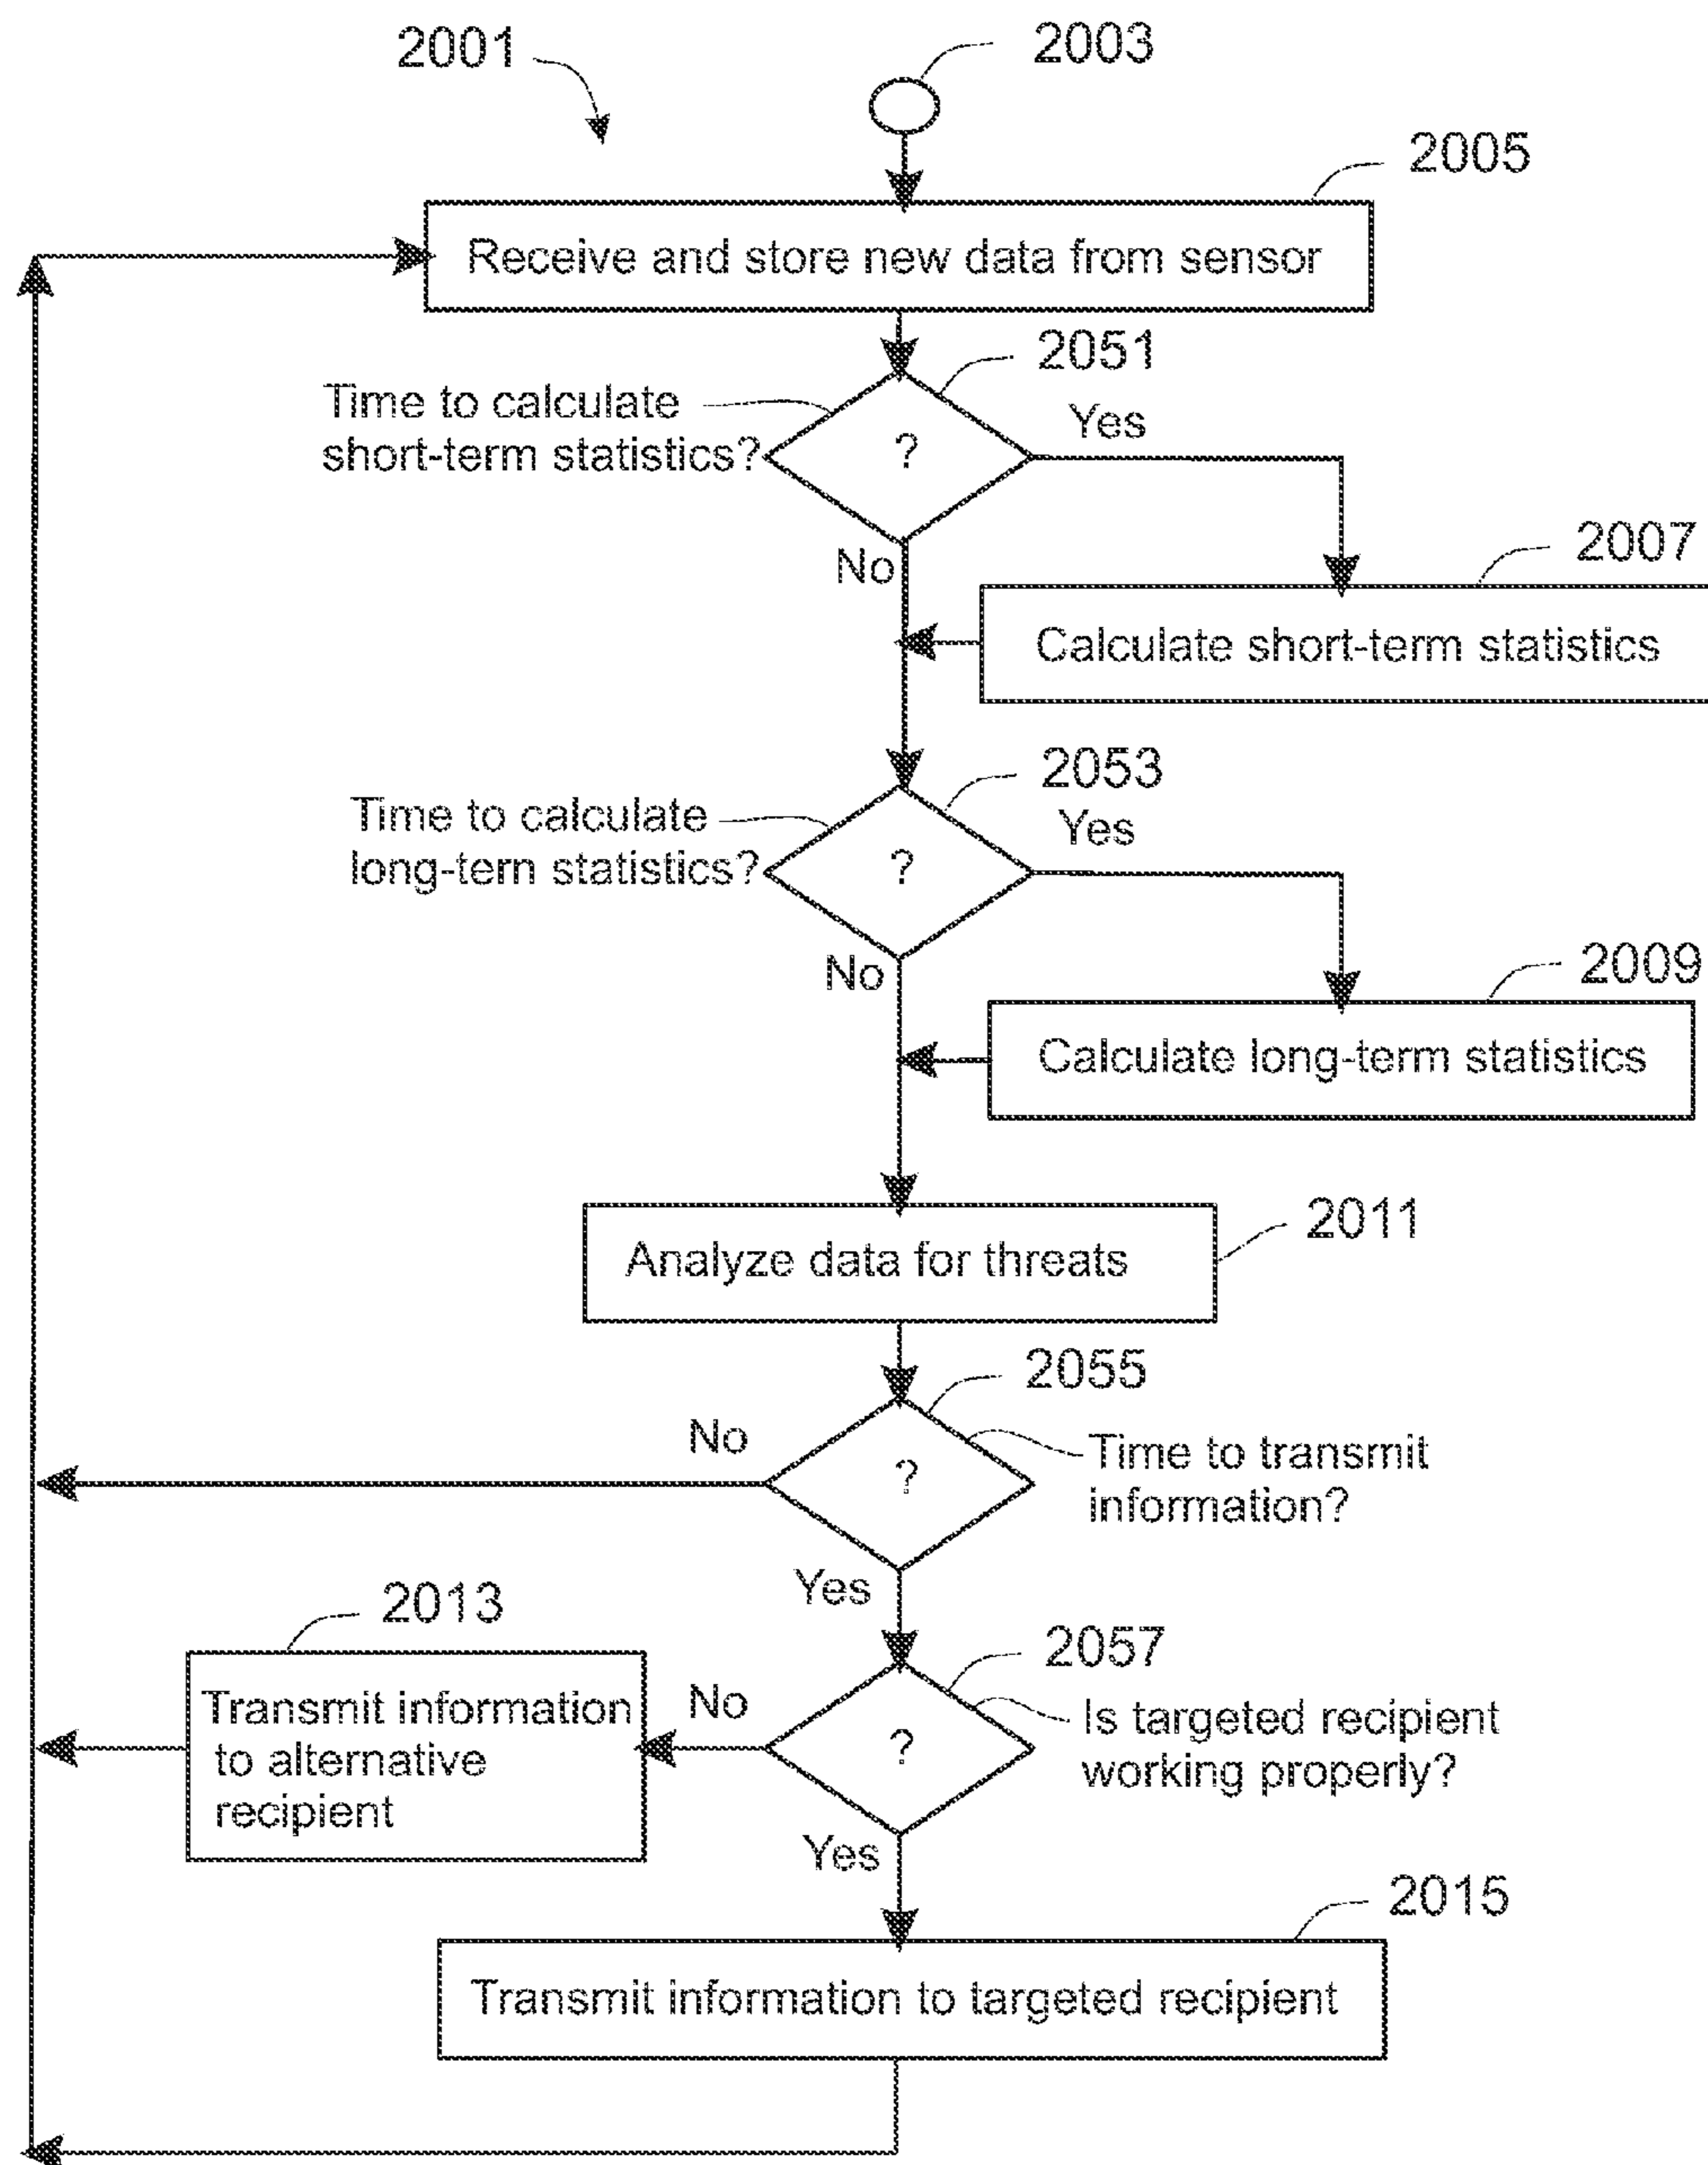 2001
2003
2005
Receive and store new data from sensor
2051
Time to calculate
short-term statistics?
?
Yes
No
2007
Calculate short-term statistics
2053
Time to calculate
long-term statistics?
?
Yes
No
2009
Calculate long-term statistics
2011
Analyze data for threats
2055
No
?
Time to transmit
information?
Yes
2013
2057
Transmit information
to alternative
recipient
No
?
Is targeted recipient
working properly?
Yes
2015
Transmit information to targeted recipient